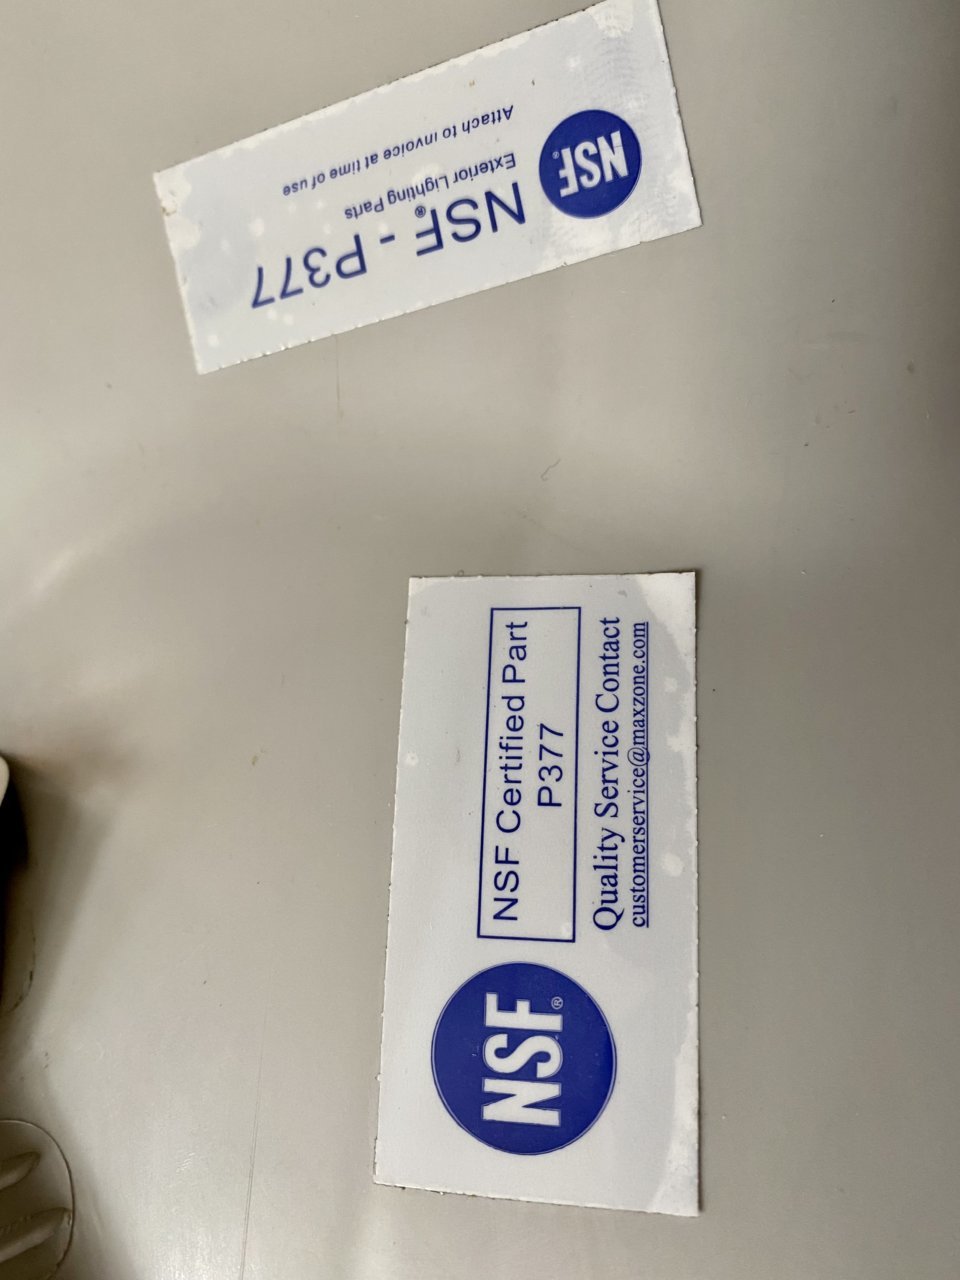 NSF®
NSF® - P377
Exterior Lighting Parts
Attach to invoice at time of use
NSF®
NSF Certified Part
P377
Quality Service Contact
customerservice@maxzone.com